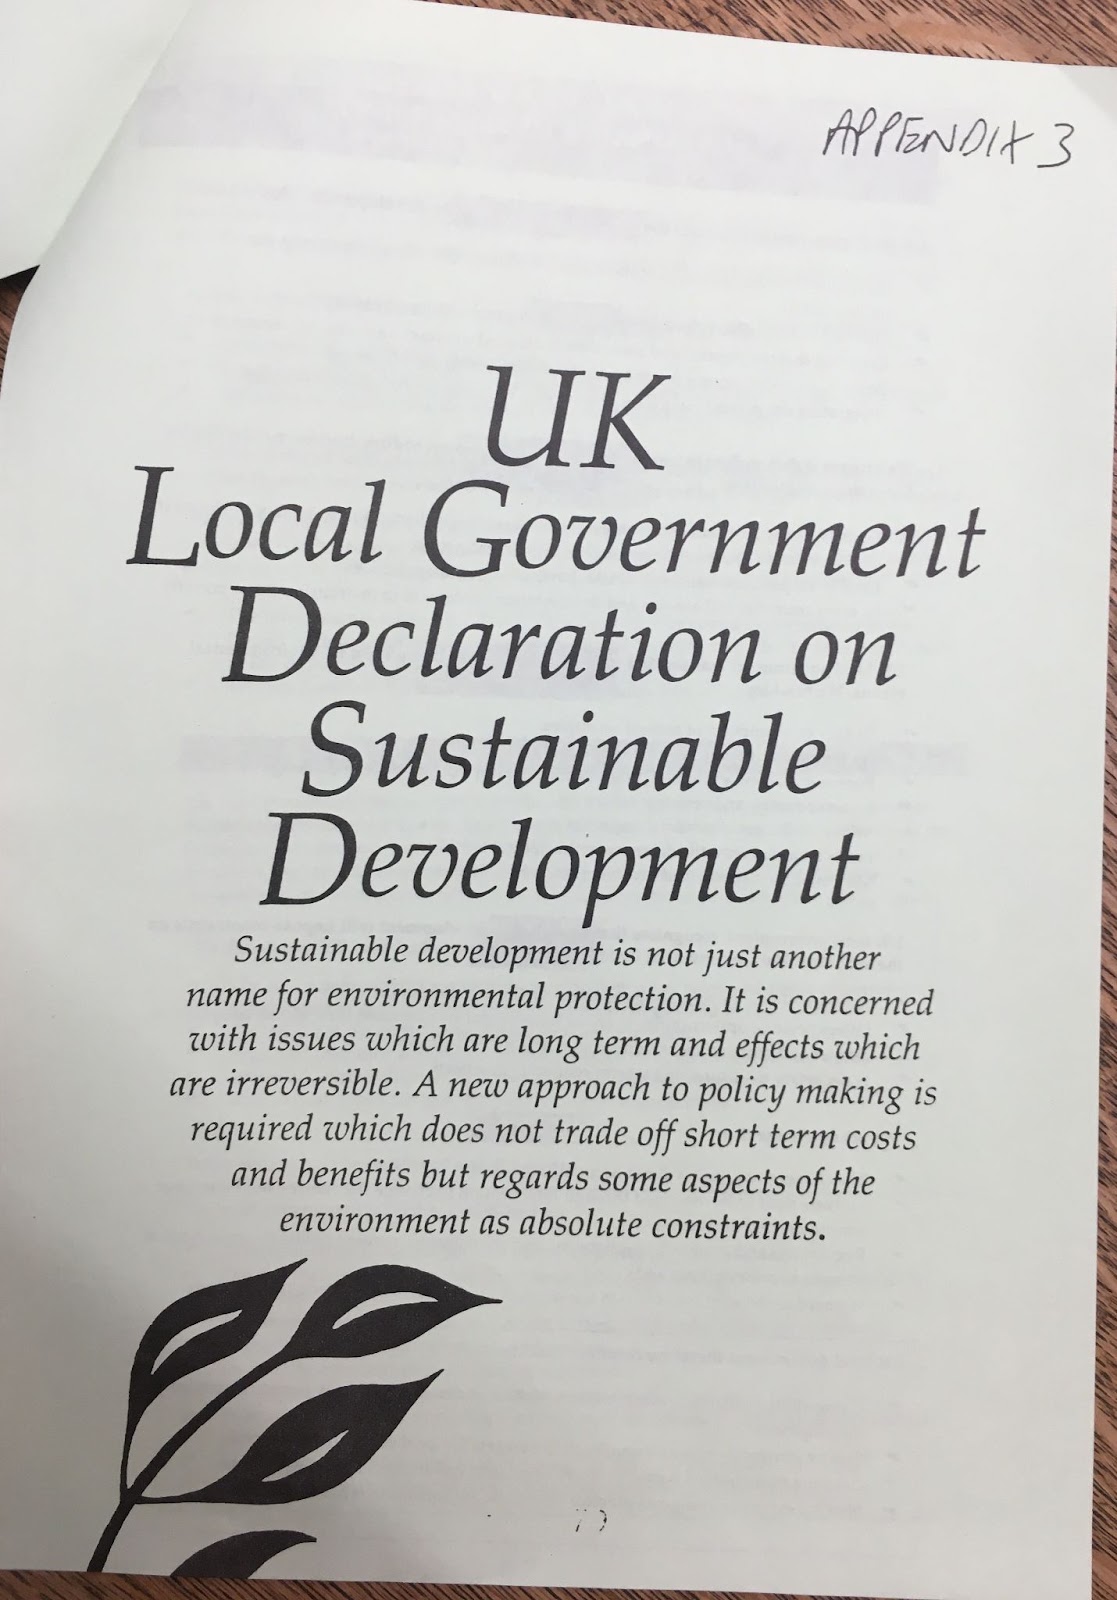 APPENDIX 3
UK
Local Government
Declaration on
Sustainable
Development
Sustainable development is not just another
name for environmental protection. It is concerned
with issues which are long term and effects which
are irreversible. A new approach to policy making is
required which does not trade off short term costs
and benefits but regards some aspects of the
environment as absolute constraints.